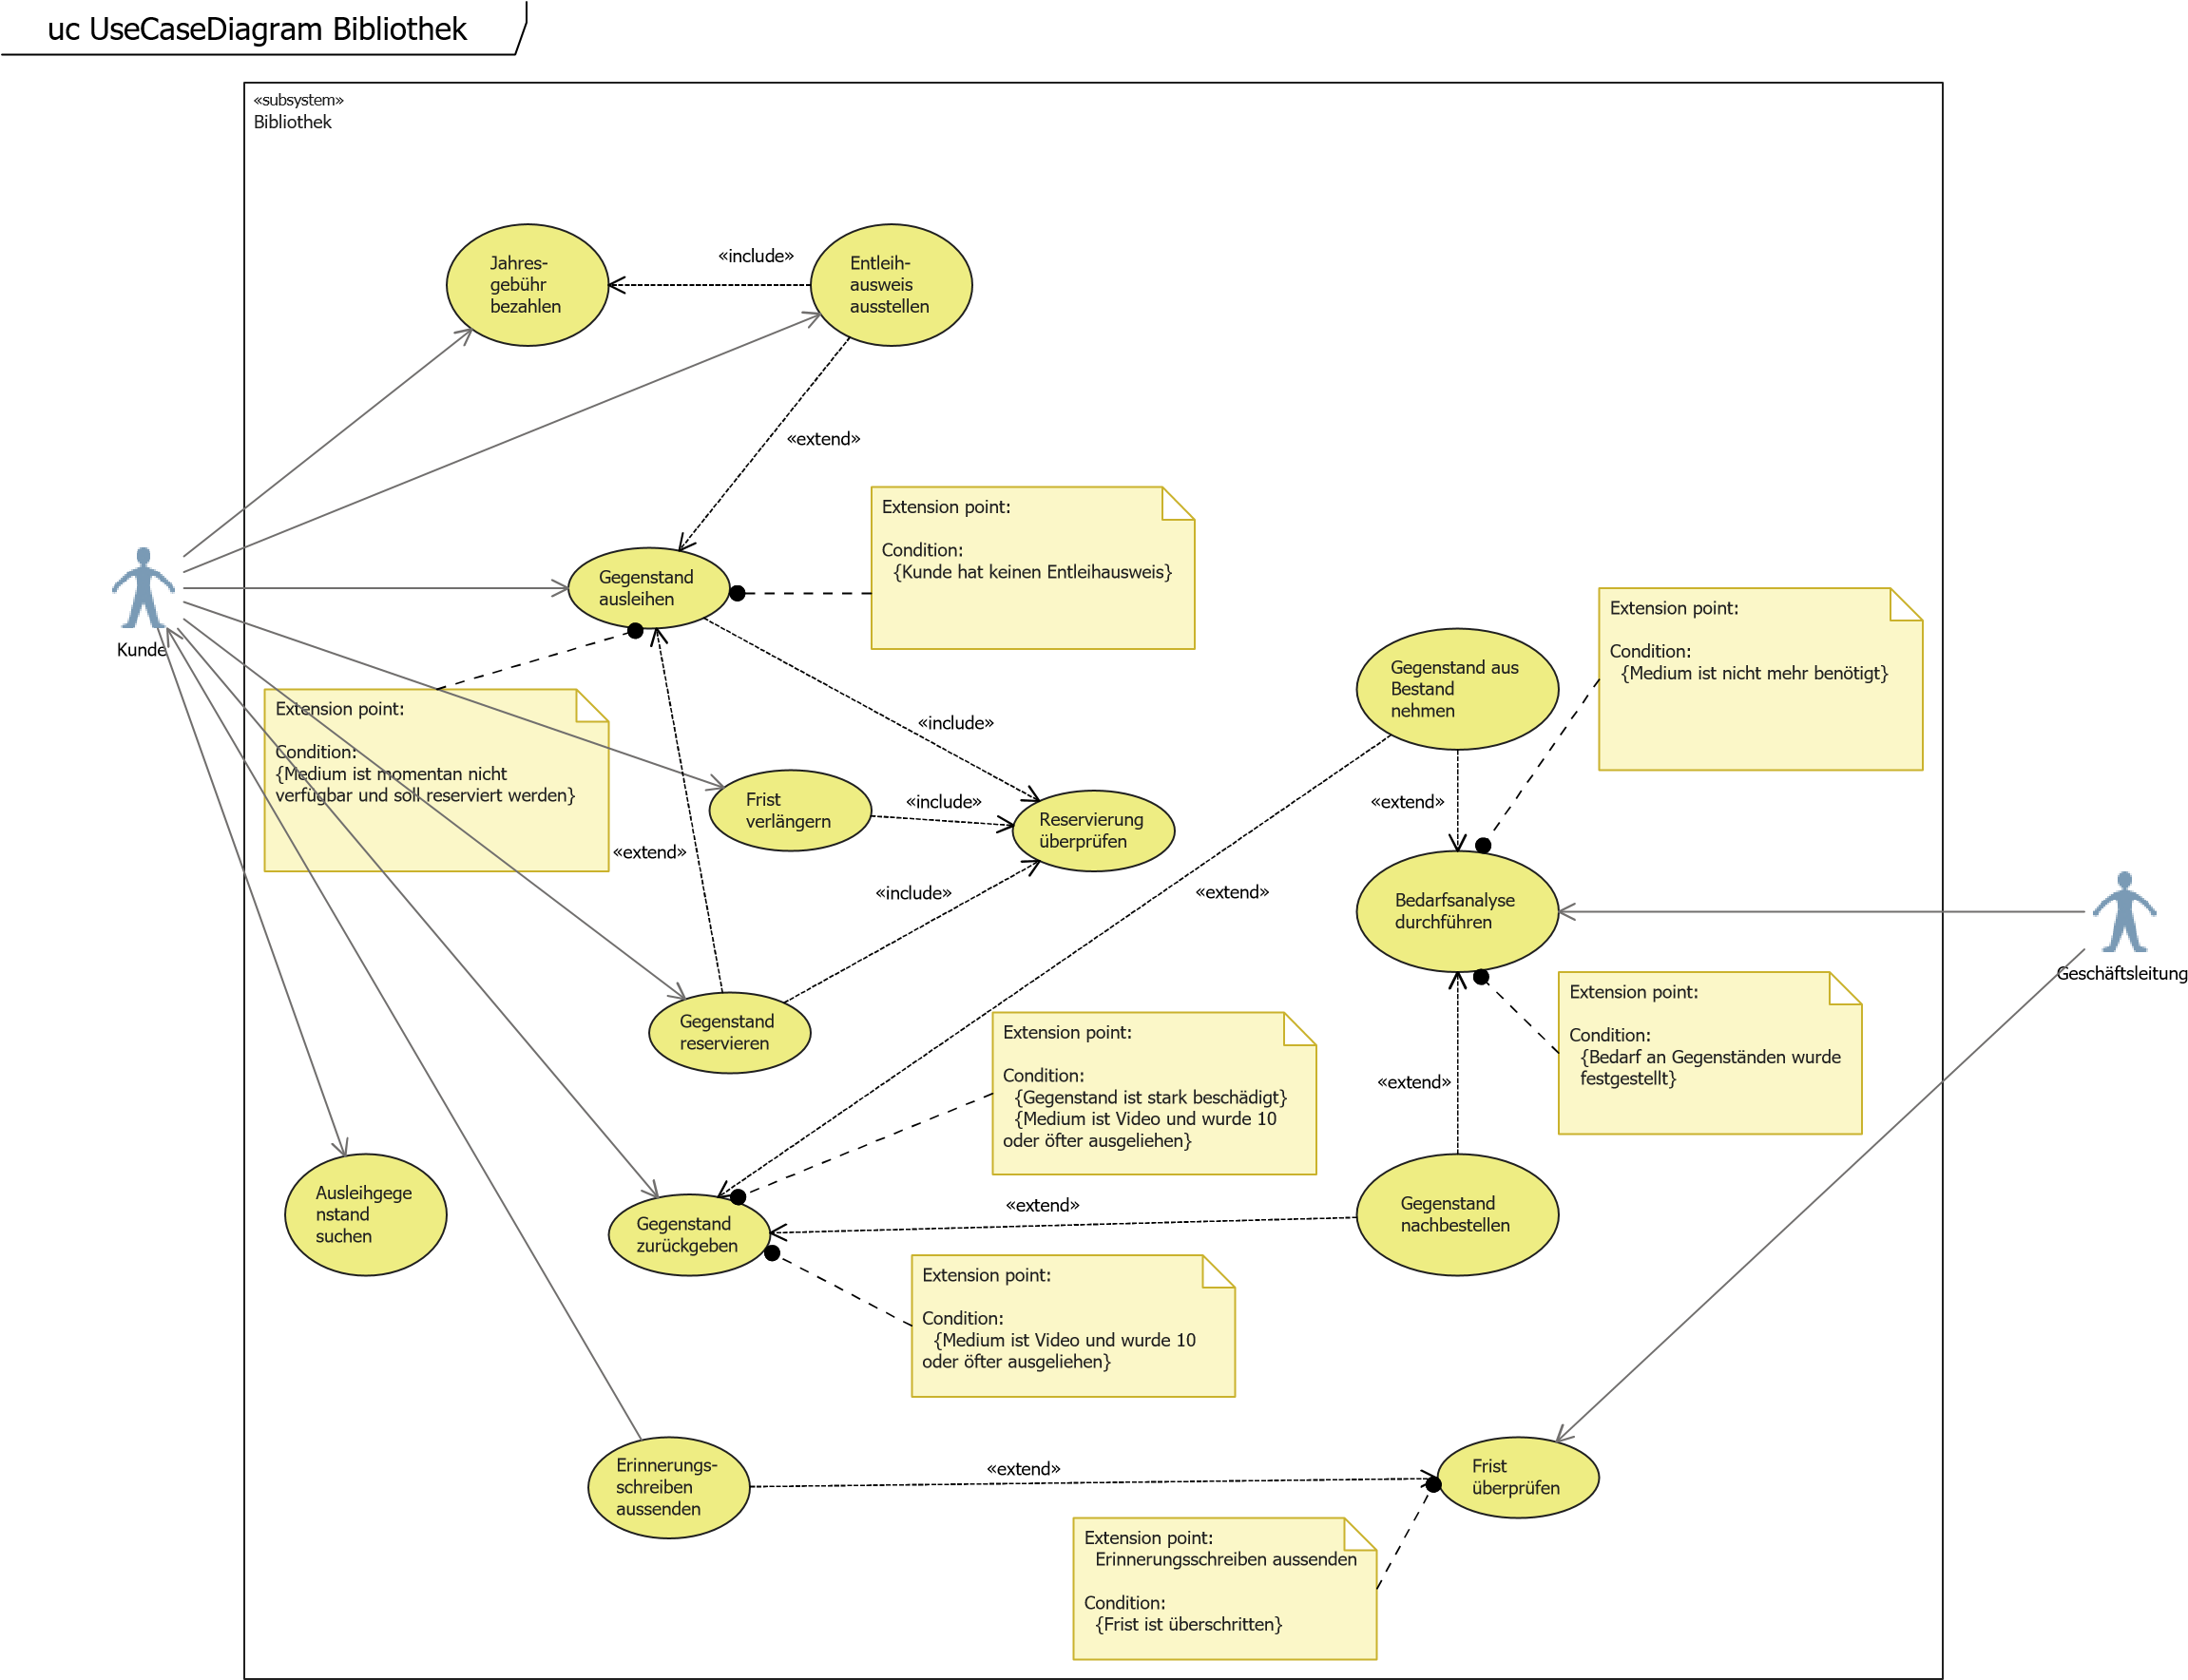 uc UseCaseDiagram Bibliothek
«subsystem»
Bibliothek
Jahres-
gebühr
bezahlen
«include»
Entleih-
ausweis
ausstellen
«extend»
Extension point:
Condition:
{Kunde hat keinen Entleihausweis}
Gegenstand
ausleihen
Kunde
Extension point:
Condition:
{Medium ist nicht mehr benötigt}
Gegenstand aus
Bestand
nehmen
Extension point:
Condition:
{Medium ist momentan nicht
verfügbar und soll reserviert werden}
«include»
Frist
verlängern
«include»
Reservierung
überprüfen
«extend»
«extend»
«include»
«extend»
Bedarfsanalyse
durchführen
Geschäftsleitung
Gegenstand
reservieren
Extension point:
Condition:
{Gegenstand ist stark beschädigt}
{Medium ist Video und wurde 10
oder öfter ausgeliehen}
Extension point:
Condition:
{Bedarf an Gegenständen wurde
festgestellt}
«extend»
Ausleihgege
nstand
suchen
Gegenstand
zurückgeben
«extend»
Gegenstand
nachbestellen
Extension point:
Condition:
{Medium ist Video und wurde 10
oder öfter ausgeliehen}
Erinnerungs-
schreiben
aussenden
«extend»
Frist
überprüfen
Extension point:
Erinnerungsschreiben aussenden
Condition:
{Frist ist überschritten}